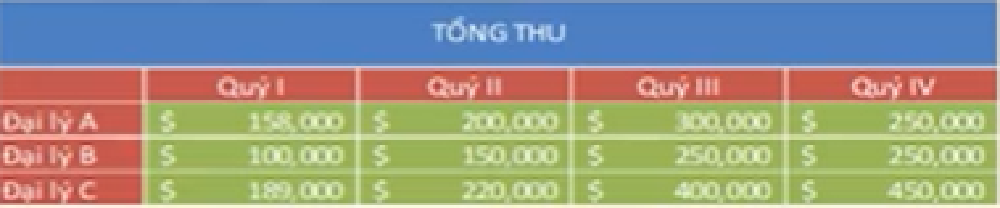 TỔNG THU
Quý I Quý II Quý III Quý IV
Đại lý A $ 158,000 $ 200,000 $ 300,000 $ 250,000
Đại lý B $ 100,000 $ 150,000 $ 250,000 $ 250,000
Đại lý C $ 189,000 $ 220,000 $ 400,000 $ 450,000